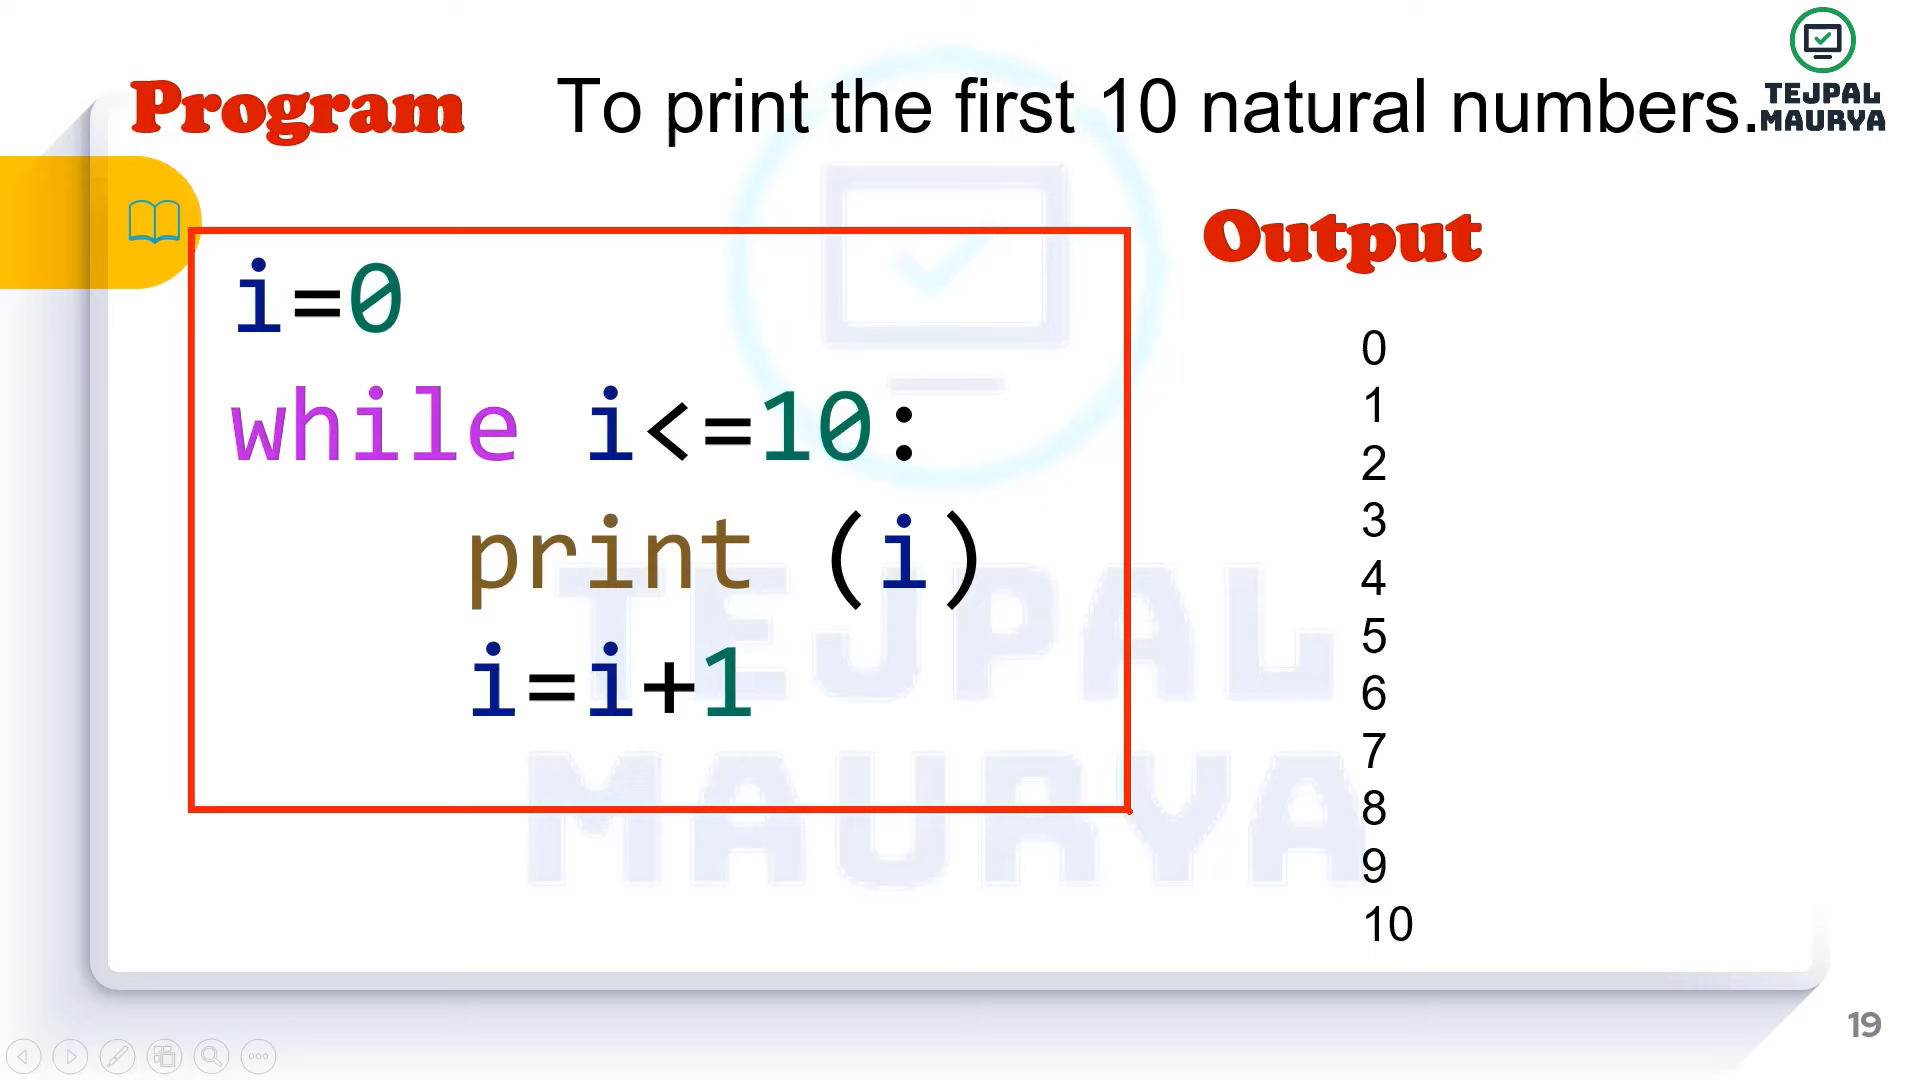 Program
To print the first 10 natural numbers.
TEJPAL
MAURYA
i=0
while i<=10:
    print (i)
    i=i+1
Output
0
1
2
3
4
5
6
7
8
9
10
TEJPAL
MAURYA
19